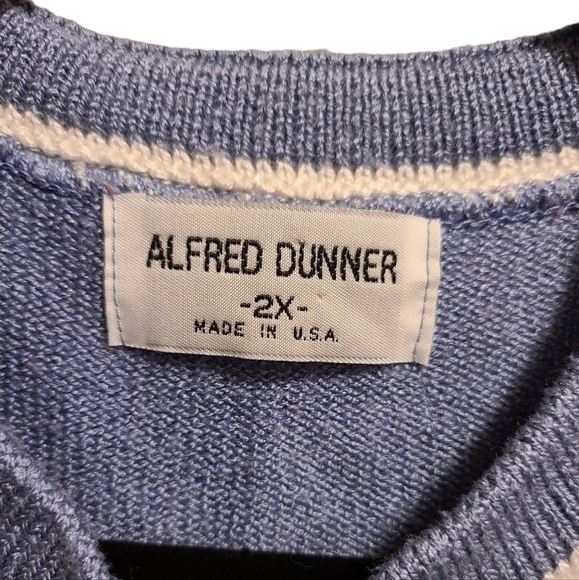 ALFRED DUNNER
-2X-
MADE IN U.S.A.